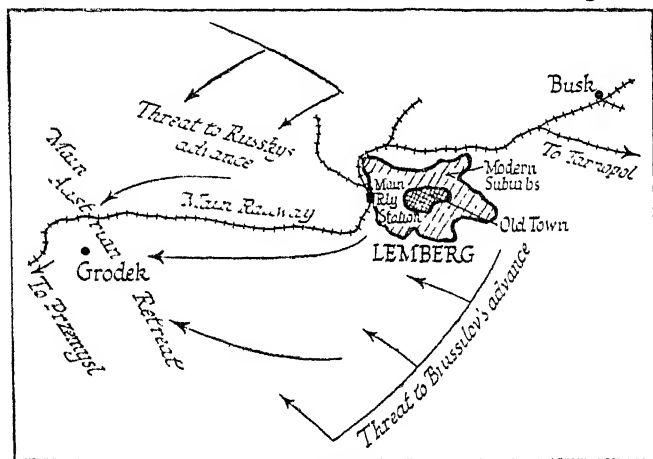 Busk
To Tarnopol
Threat to Russkys
advance
Modern
Suburbs
Main
Rly
Station
Old Town
LEMBERG
Main Railway
Main Austrian Retreat
Grodek
To Przemysl
Threat to Brussilov's advance